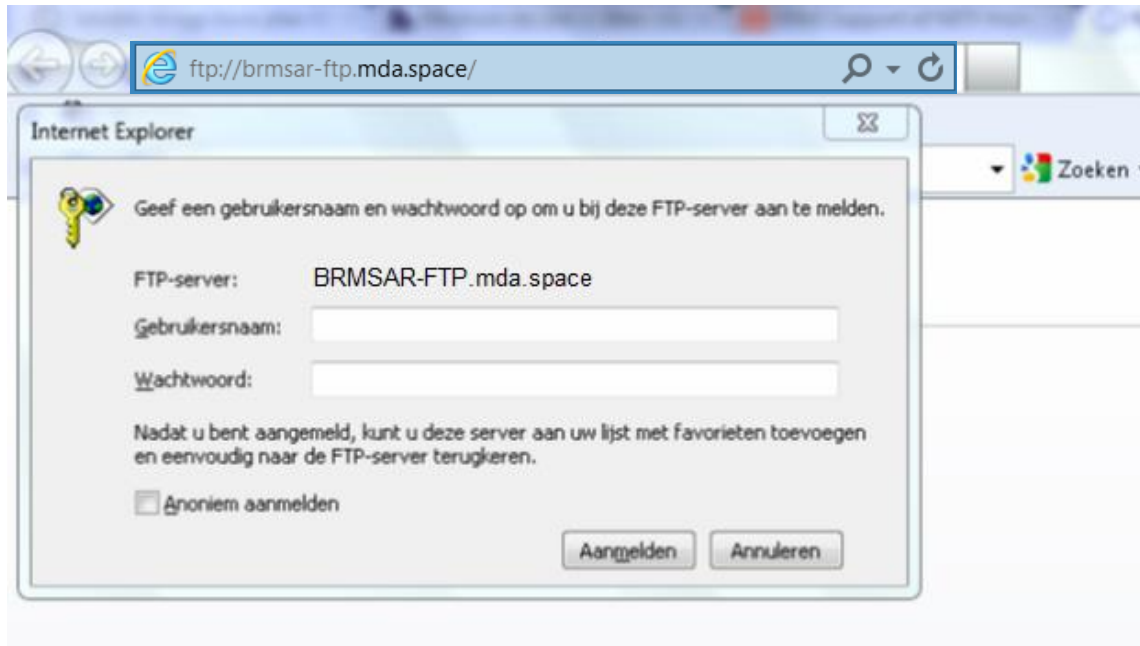 ftp://brmsar-ftp.mda.space/
Internet Explorer
Zoeken
Geef een gebruikersnaam en wachtwoord op om u bij deze FTP-server aan te melden.
FTP-server: BRMSAR-FTP.mda.space
Gebruikersnaam:
Wachtwoord:
Nadat u bent aangemeld, kunt u deze server aan uw lijst met favorieten toevoegen
en eenvoudig naar de FTP-server terugkeren.
Anoniem aanmelden
Aanmelden Annuleren